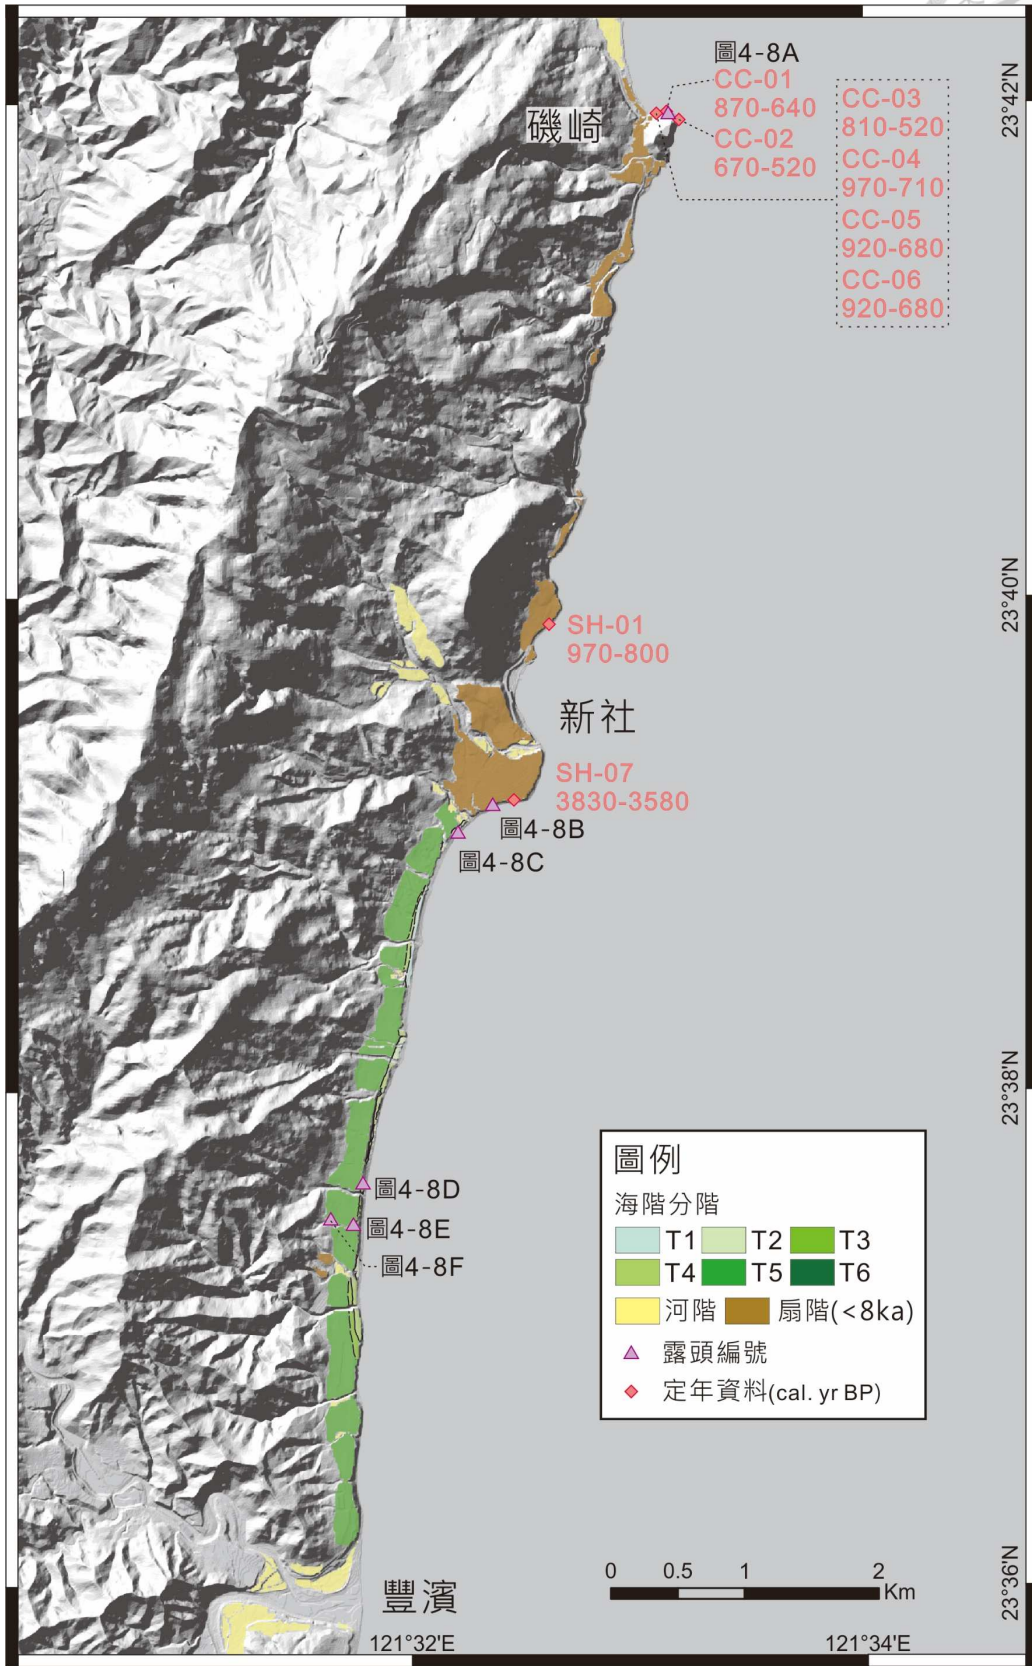 圖4-8A
CC-01
870-640
CC-02
670-520
CC-03
810-520
CC-04
970-710
CC-05
920-680
CC-06
920-680
磯崎
23°42'N
23°40'N
SH-01
970-800
新社
SH-07
3830-3580
圖4-8B
圖4-8C
23°38'N
圖4-8D
圖4-8E
圖4-8F
圖例
海階分階
T1 T2 T3
T4 T5 T6
河階 扇階(<8ka)
露頭編號
定年資料(cal. yr BP)
0 0.5 1 2
Km
23°36'N
豐濱
121°32'E 121°34'E